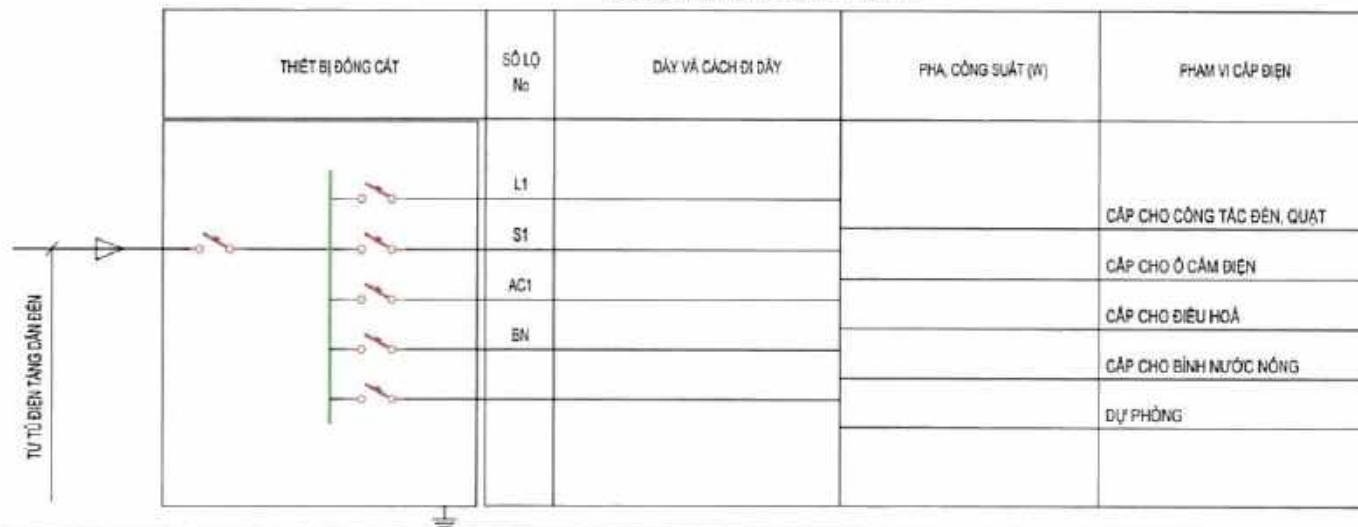 THIẾT BỊ ĐÓNG CẮT
SỐ LỘ
No
DÂY VÀ CÁCH ĐI DÂY
PHA, CÔNG SUẤT (W)
PHẠM VI CẤP ĐIỆN
L1
CẤP CHO CÔNG TẮC ĐÈN, QUẠT
S1
CẤP CHO Ổ CẮM ĐIỆN
AC1
CẤP CHO ĐIỀU HOÀ
BN
CẤP CHO BÌNH NƯỚC NÓNG
DỰ PHÒNG
TỪ TỦ ĐIỆN TẦNG DẪN ĐẾN